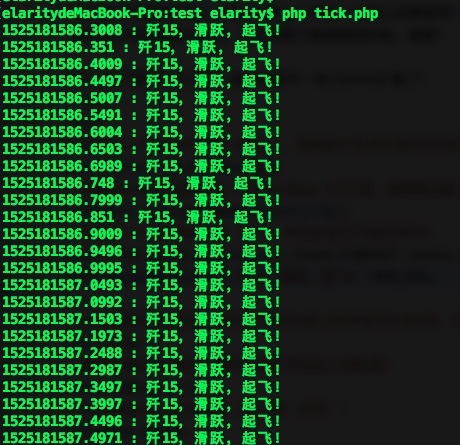 (elaritydeMacBook-Pro:test elarity$ php tick.php
1525181586.3008 : 歼15, 滑跃, 起飞!
1525181586.351 : 歼15, 滑跃, 起飞!
1525181586.4009 : 歼15, 滑跃, 起飞!
1525181586.4497 : 歼15, 滑跃, 起飞!
1525181586.5007 : 歼15, 滑跃, 起飞!
1525181586.5491 : 歼15, 滑跃, 起飞!
1525181586.6004 : 歼15, 滑跃, 起飞!
1525181586.6503 : 歼15, 滑跃, 起飞!
1525181586.6989 : 歼15, 滑跃, 起飞!
1525181586.748 : 歼15, 滑跃, 起飞!
1525181586.7999 : 歼15, 滑跃, 起飞!
1525181586.851 : 歼15, 滑跃, 起飞!
1525181586.9009 : 歼15, 滑跃, 起飞!
1525181586.9496 : 歼15, 滑跃, 起飞!
1525181586.9995 : 歼15, 滑跃, 起飞!
1525181587.0493 : 歼15, 滑跃, 起飞!
1525181587.0992 : 歼15, 滑跃, 起飞!
1525181587.1503 : 歼15, 滑跃, 起飞!
1525181587.1973 : 歼15, 滑跃, 起飞!
1525181587.2488 : 歼15, 滑跃, 起飞!
1525181587.2987 : 歼15, 滑跃, 起飞!
1525181587.3497 : 歼15, 滑跃, 起飞!
1525181587.3997 : 歼15, 滑跃, 起飞!
1525181587.4496 : 歼15, 滑跃, 起飞!
1525181587.4971 : 歼15, 滑跃, 起飞!